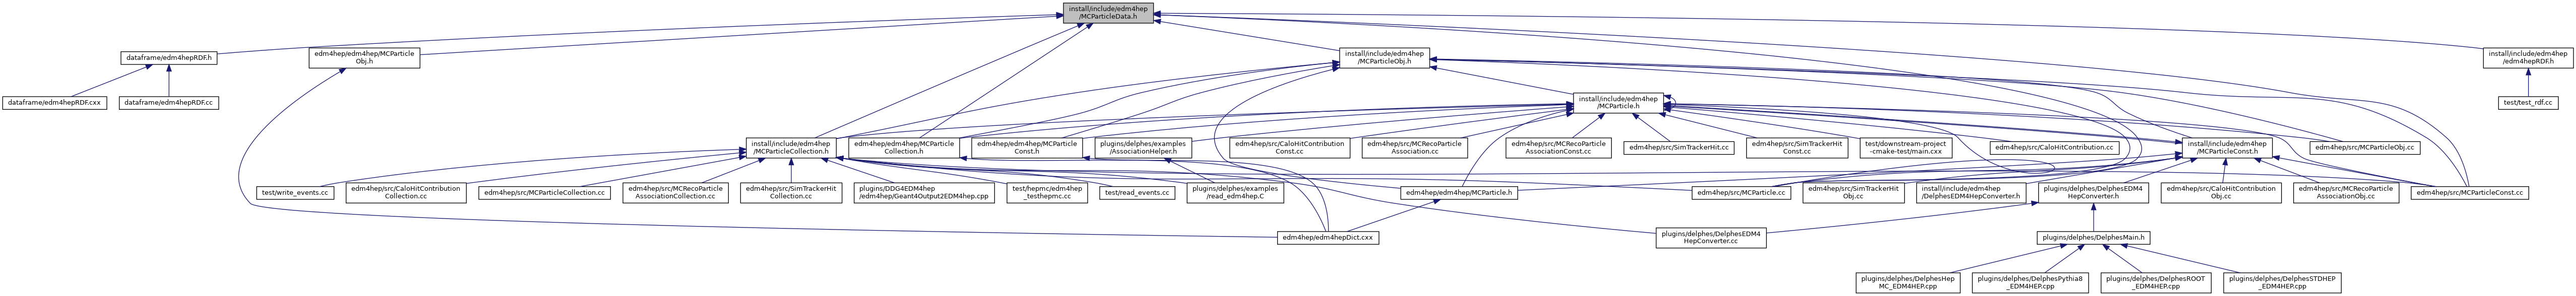 install/include/edm4hep
/MCParticleData.h
dataframe/edm4hepRDF.h
edm4hep/edm4hep/MCParticle
Obj.h
install/include/edm4hep
/MCParticleObj.h
install/include/edm4hep
/edm4hepRDF.h
dataframe/edm4hepRDF.cxx
dataframe/edm4hepRDF.cc
install/include/edm4hep
/MCParticle.h
test/test_rdf.cc
install/include/edm4hep
/MCParticleCollection.h
edm4hep/edm4hep/MCParticle
Collection.h
edm4hep/edm4hep/MCParticle
Const.h
plugins/delphes/examples
/AssociationHelper.h
edm4hep/src/CaloHitContribution
Const.cc
edm4hep/src/MCRecoParticle
Association.cc
edm4hep/src/MCRecoParticle
AssociationConst.cc
edm4hep/src/SimTrackerHit.cc
edm4hep/src/SimTrackerHit
Const.cc
test/downstream-project
-cmake-test/main.cxx
edm4hep/src/CaloHitContribution.cc
install/include/edm4hep
/MCParticleConst.h
edm4hep/src/MCParticleObj.cc
test/write_events.cc
edm4hep/src/CaloHitContribution
Collection.cc
edm4hep/src/MCParticleCollection.cc
edm4hep/src/MCRecoParticle
AssociationCollection.cc
edm4hep/src/SimTrackerHit
Collection.cc
plugins/DDG4EDM4hep
/edm4hep/Geant4Output2EDM4hep.cpp
test/hepmc/edm4hep
_testhepmc.cc
test/read_events.cc
plugins/delphes/examples
/read_edm4hep.C
edm4hep/edm4hep/MCParticle.h
edm4hep/src/MCParticle.cc
edm4hep/src/SimTrackerHit
Obj.cc
install/include/edm4hep
/DelphesEDM4HepConverter.h
plugins/delphes/DelphesEDM4
HepConverter.h
edm4hep/src/CaloHitContribution
Obj.cc
edm4hep/src/MCRecoParticle
AssociationObj.cc
edm4hep/src/MCParticleConst.cc
edm4hep/edm4hepDict.cxx
plugins/delphes/DelphesEDM4
HepConverter.cc
plugins/delphes/DelphesMain.h
plugins/delphes/DelphesHep
MC_EDM4HEP.cpp
plugins/delphes/DelphesPythia8
_EDM4HEP.cpp
plugins/delphes/DelphesROOT
_EDM4HEP.cpp
plugins/delphes/DelphesSTDHEP
_EDM4HEP.cpp